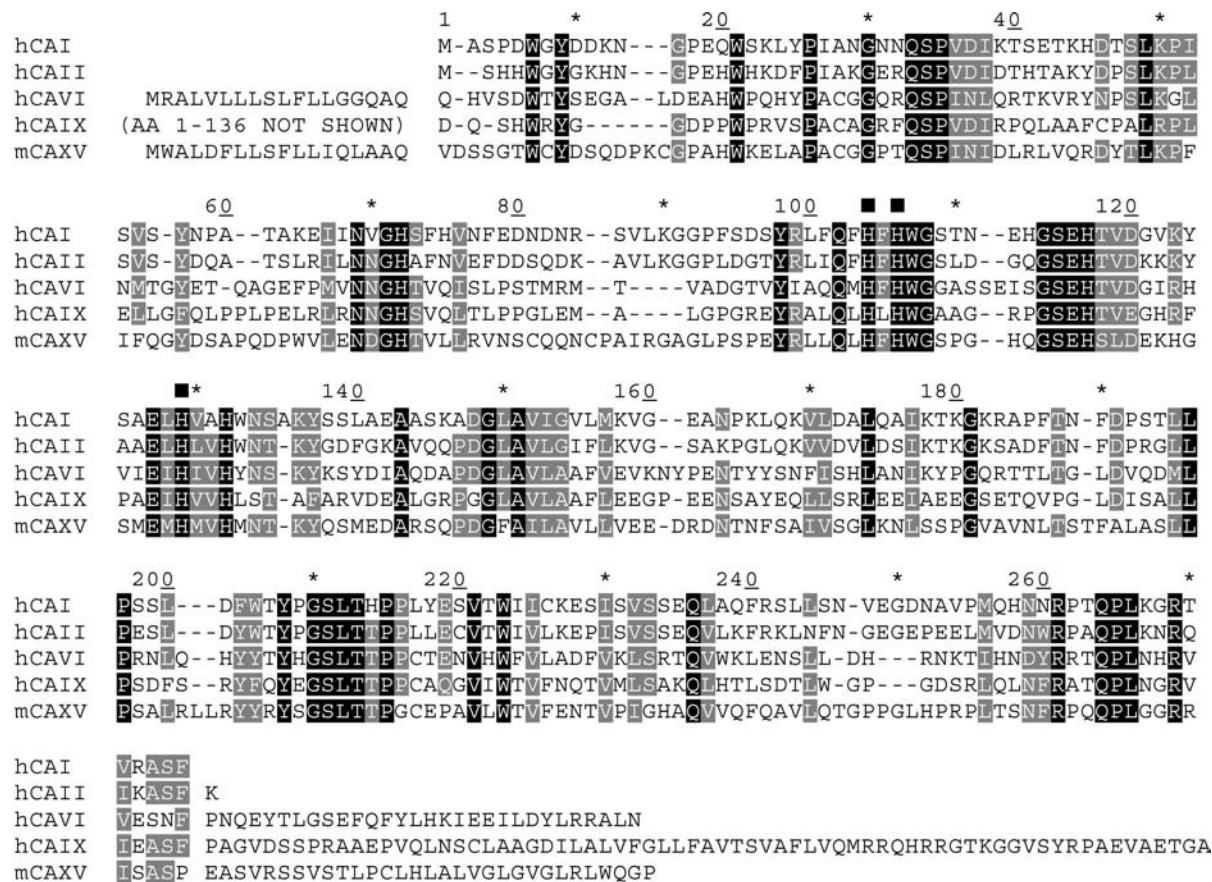 1 * 20 * 40 *
hCAI M-ASPDWGYDDKN---GPEQWSKLYPIANGNNQSPVDIKTSETKHDTSLKPI
hCAII M--SHHWGYGKHN---GPEHWHKDFPIAKGERQSPVDIDTHTAKYDPSLKPL
hCAVI MRALVLLLSLFLLGGQAQ Q-HVSDWTYSEGA--LDEAHWPQHYPACGGQRQSPINLQRTKVRYNPSLKGL
hCAIX (AA 1-136 NOT SHOWN) D-Q-SHWRYG------GDPPWPRVSPACAGRFQSPVDIRPQLAAFCPALRPL
mCAXV MWALDFLLSFLLIQLAAQ VDSSGTWCYDSQDPKCGPAHWKELAPACGGPTQSPINIDLRLVQRDYTLKPF
60 * 80 * 100 ■ ■ * 120
hCAI SVS-YNPA--TAKEIINVGHSFHVNFEDNDNR--SVLKGGPFSDSYRLFQFHFHWGSTN--EHGSEHTVDGVKY
hCAII SVS-YDQA--TSLRILNNGHAFNVEFDDSQDK--AVLKGGPLDGTYRLIQFHFHWGSLD--GQGSEHTVDKKKY
hCAVI NMTGYET-QAGEFPMVNNGHTVQISLPSTMRM--T----VADGTVYIAQQMHFHWGGASSEISGSEHTVDGIRH
hCAIX ELLGFQLPPLPELRLRNNGHSVQLTLPPGLEM--A----LGPGREYRALQLHLHWGAAG--RPGSEHTVEGHRF
mCAXV IFQGYDSAPQDPWVLENDGHTVLLRVNSCQQNCPAIRGAGLPSPEYRLLQLHFHWGSPG--HQGSEHSLDEKHG
■* 140 * 160 * 180 *
hCAI SAELHVAHWNSAKYSSLAEAASKADGLAVIGVLMKVG--EANPKLQKVLDALQAIKTKGKRAPFTN-FDPSTLL
hCAII AAELHLVHWNT-KYGDFGKAVQQPDGLAVLGIFLKVG--SAKPGLQKVVDVLDSIKTKGKSADFTN-FDPRGLL
hCAVI VIEIHIVHYNS-KYKSYDIAQDAPDGLAVLAAFVEVKNYPENTYYSNFISHLANIKYPGQRTTLTG-LDVQDML
hCAIX PAEIHVVHLST-AFARVDEALGRPGGLAVLAAFLEEGP-EENSAYEQLLSRLEEIAEEGSETQVPG-LDISALL
mCAXV SMEMHMVHMNT-KYQSMEDARSQPDGFAILAVLLVEE-DRDNTNFSAIVSGLKNLSSPGVAVNLTSTFALASLL
200 * 220 * 240 * 260 *
hCAI PSSL---DFWTYPGSLTHPPLYESVTWIICKESISVSSEQLAQFRSLLSN-VEGDNAVPMQHNNRPTQPLKGRT
hCAII PESL---DYWTYPGSLTTPPLLECVTWIVLKEPISVSSEQVLKFRKLNFN-GEGEPEELMVDNWRPAQPLKNRQ
hCAVI PRNLQ--HYYTYHGSLTTPPCTENVHWFVLADFVKLSRTQVWKLENSLL-DH---RNKTIHNDYRRTQPLNHRV
hCAIX PSDFS--RYFQYEGSLTTPPCAQGVIWTVFNQTVMLSAKQLHTLSDTLW-GP---GDSRLQLNFRATQPLNGRV
mCAXV PSALRLLRYYRYSGSLTTPGCEPAVLWTVFENTVPIGHAQVVQFQAVLQTGPPGLHPRPLTSNFRPQQPLGGRR
hCAI VRASF
hCAII IKASF K
hCAVI VESNF PNQEYTLGSEFQFYLHKIEEILDYLRRALN
hCAIX IEASF PAGVDSSPRAAEPVQLNSCLAAGDILALVFGLLFAVTSVAFLVQMRRQHRRGTKGGVSYRPAEVAETGA
mCAXV ISASP EASVRSSVSTLPCLHLALVGLGVGLRLWQGP